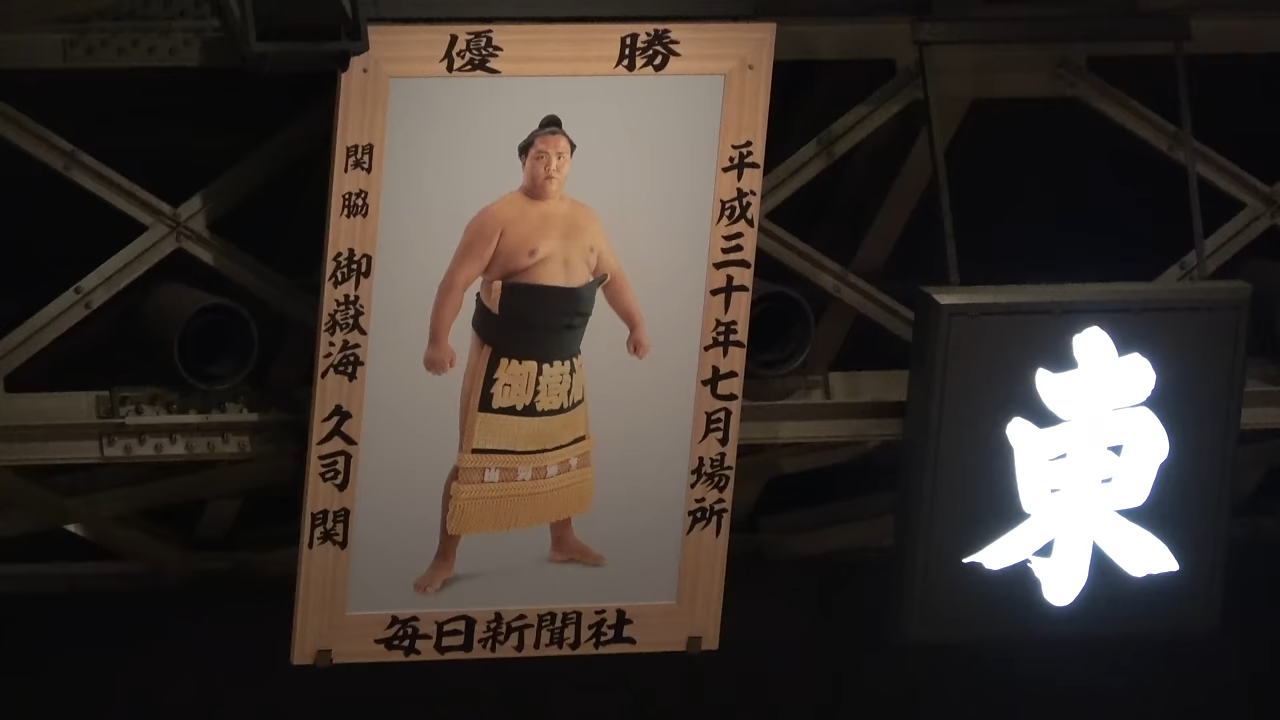 優勝
平成三十年七月場所
関脇 御嶽海 久司 関
御嶽海
毎日新聞社
東